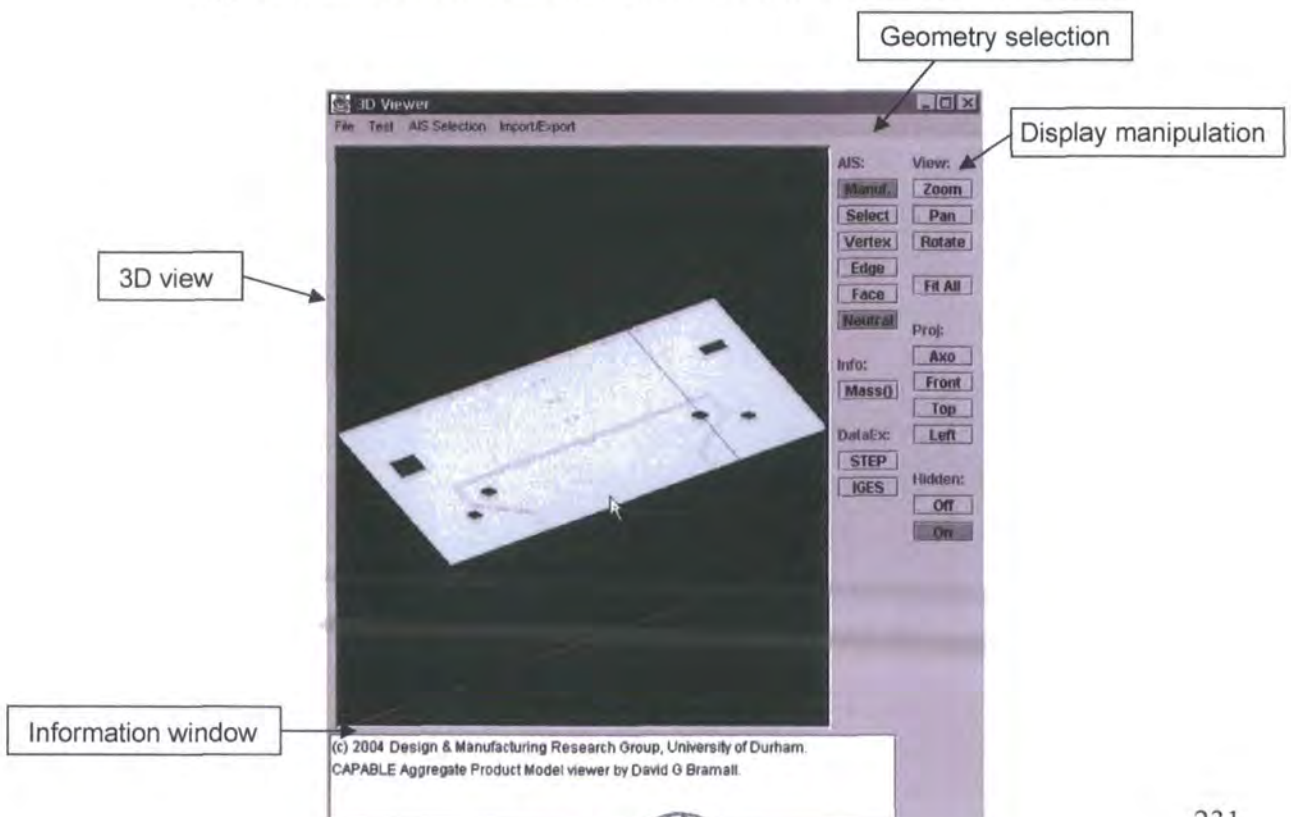 Geometry selection
3D Viewer
File Test AIS Selection Import/Export
Display manipulation
AIS: View:
Manuf. Zoom
Select Pan
Vertex Rotate
Edge
Face Fit All
Neutral
Proj:
Info: Axo
Mass() Front
Top
DataEx: Left
STEP
IGES Hidden:
Off
On
3D view
Information window
(c) 2004 Design & Manufacturing Research Group, University of Durham.
CAPABLE Aggregate Product Model viewer by David G Bramall.